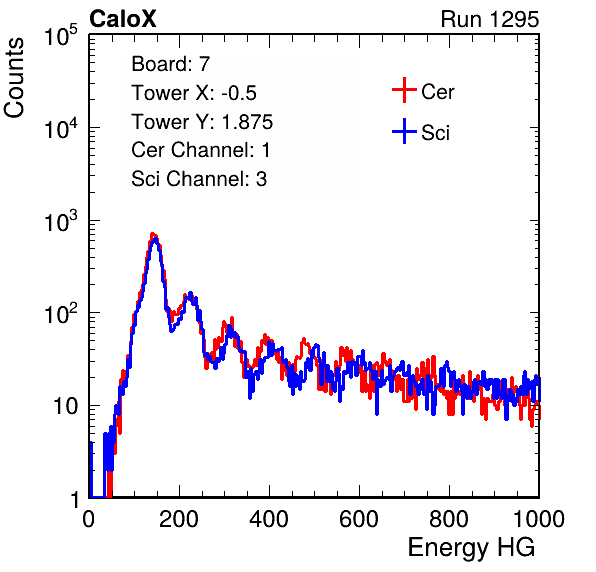 CaloX Run 1295
Counts
Board: 7
Tower X: -0.5
Tower Y: 1.875
Cer Channel: 1
Sci Channel: 3
Cer
Sci
10^5
10^4
10^3
10^2
10
1
0 200 400 600 800 1000
Energy HG